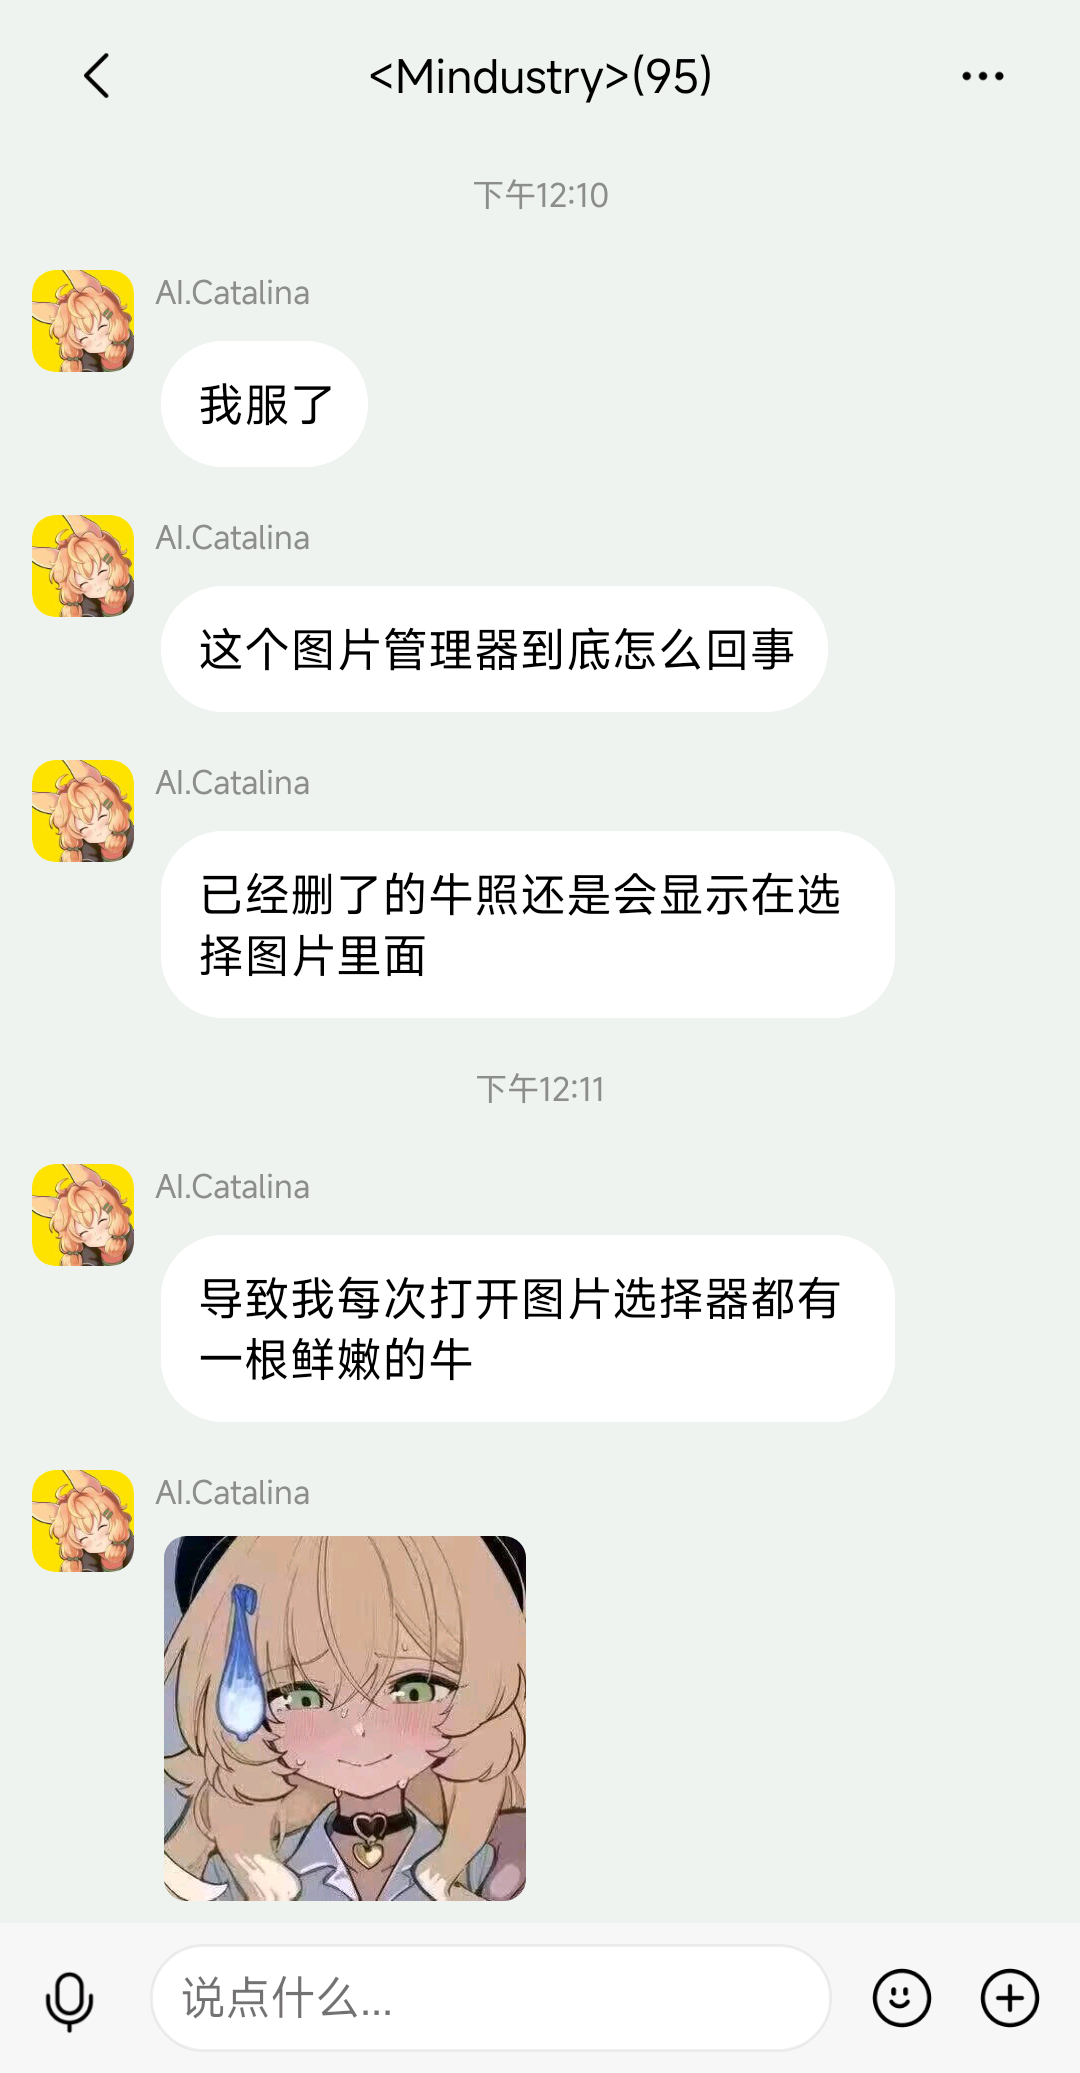 <Mindustry>(95)
下午12:10
AI.Catalina
我服了
AI.Catalina
这个图片管理器到底怎么回事
AI.Catalina
已经删了的牛照还是会显示在选
择图片里面
下午12:11
AI.Catalina
导致我每次打开图片选择器都有
一根鲜嫩的牛
AI.Catalina
说点什么...